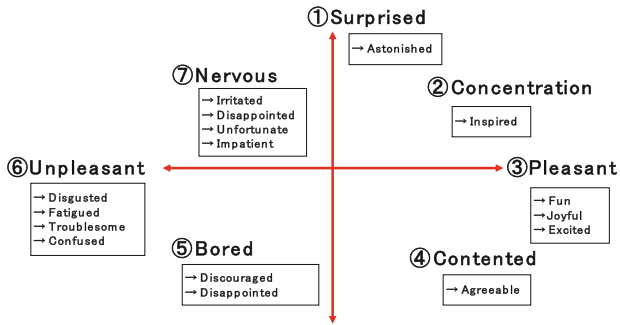 ①Surprised
→ Astonished
②Concentration
→ Inspired
③Pleasant
→ Fun
→ Joyful
→ Excited
④Contented
→ Agreeable
⑤Bored
→ Discouraged
→ Disappointed
⑥Unpleasant
→ Disgusted
→ Fatigued
→ Troublesome
→ Confused
⑦Nervous
→ Irritated
→ Disappointed
→ Unfortunate
→ Impatient